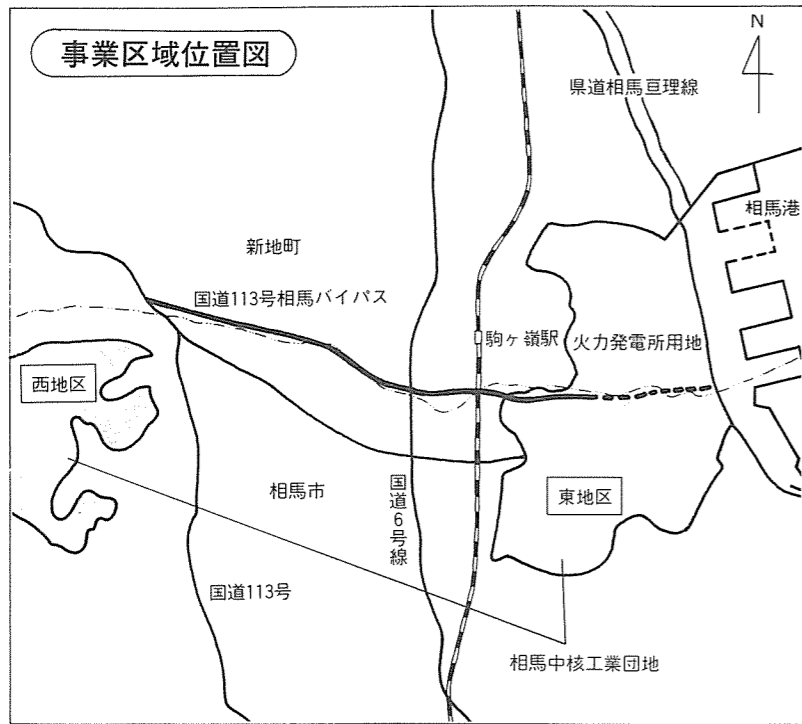 事業区域位置図
N
県道相馬亘理線
相馬港
新地町
国道113号相馬バイパス
駒ヶ嶺駅
火力発電所用地
西地区
相馬市
国道6号線
東地区
国道113号
相馬中核工業団地